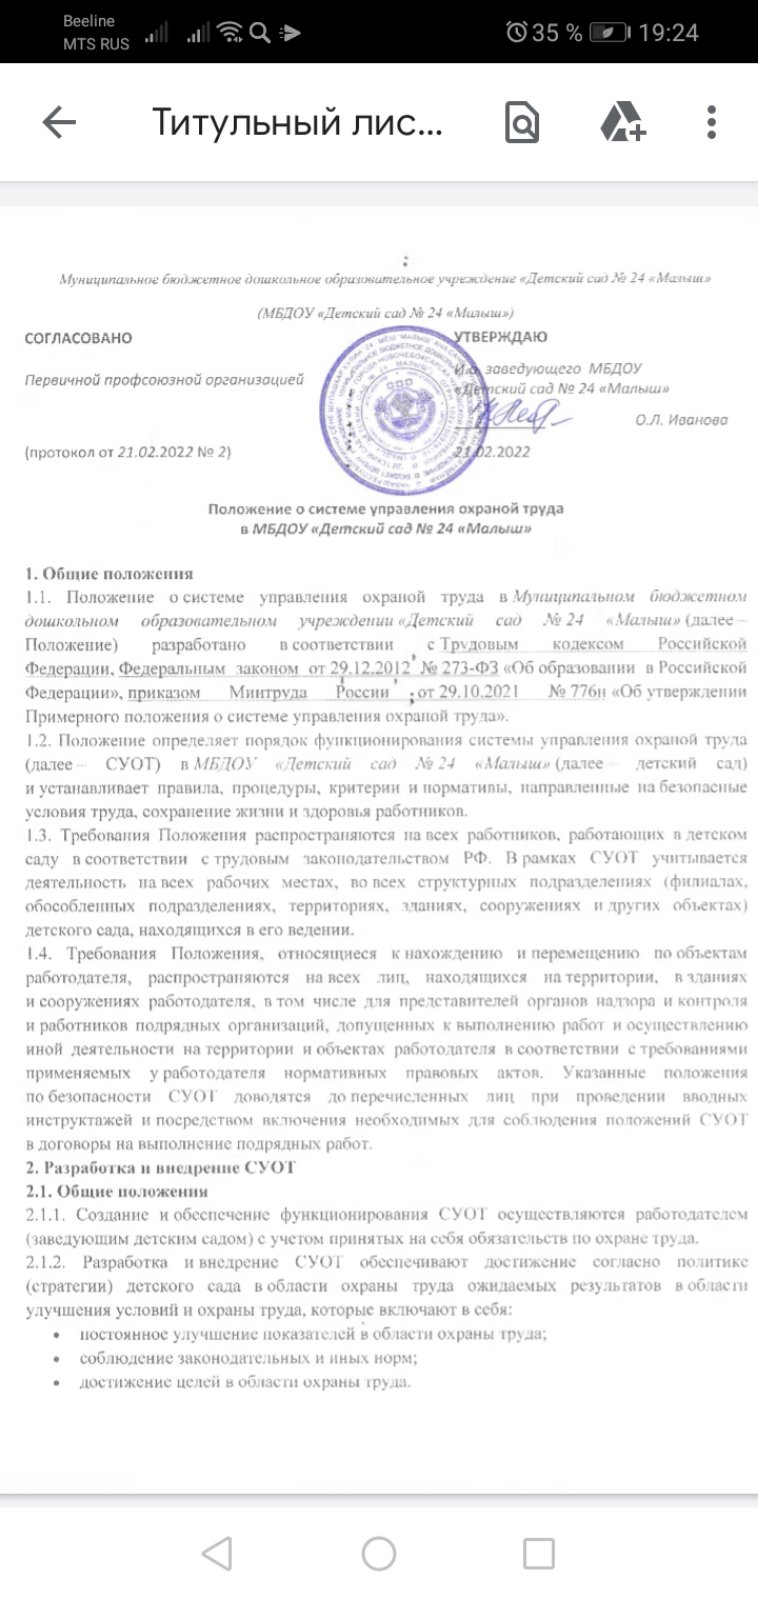 Beeline
MTS RUS
35 %
19:24
Титульный лис...
Муниципальное бюджетное дошкольное образовательное учреждение «Детский сад № 24 «Малыш»
(МБДОУ «Детский сад № 24 «Малыш»)
СОГЛАСОВАНО
УТВЕРЖДАЮ
Первичной профсоюзной организацией
И.о. заведующего МБДОУ
«Детский сад № 24 «Малыш»
О.Л. Иванова
(протокол от 21.02.2022 № 2)
21.02.2022
Положение о системе управления охраной труда
в МБДОУ «Детский сад № 24 «Малыш»
1. Общие положения
1.1. Положение о системе управления охраной труда в Муниципальном бюджетном
дошкольном образовательном учреждении «Детский сад № 24 «Малыш» (далее –
Положение) разработано в соответствии с Трудовым кодексом Российской
Федерации, Федеральным законом от 29.12.2012 № 273-ФЗ «Об образовании в Российской
Федерации», приказом Минтруда России от 29.10.2021 № 776н «Об утверждении
Примерного положения о системе управления охраной труда».
1.2. Положение определяет порядок функционирования системы управления охраной труда
(далее – СУОТ) в МБДОУ «Детский сад № 24 «Малыш» (далее – детский сад)
и устанавливает правила, процедуры, критерии и нормативы, направленные на безопасные
условия труда, сохранение жизни и здоровья работников.
1.3. Требования Положения распространяются на всех работников, работающих в детском
саду в соответствии с трудовым законодательством РФ. В рамках СУОТ учитывается
деятельность на всех рабочих местах, во всех структурных подразделениях (филиалах,
обособленных подразделениях, территориях, зданиях, сооружениях и других объектах)
детского сада, находящихся в его ведении.
1.4. Требования Положения, относящиеся к нахождению и перемещению по объектам
работодателя, распространяются на всех лиц, находящихся на территории, в зданиях
и сооружениях работодателя, в том числе для представителей органов надзора и контроля
и работников подрядных организаций, допущенных к выполнению работ и осуществлению
иной деятельности на территории и объектах работодателя в соответствии с требованиями
применяемых у работодателя нормативных правовых актов. Указанные положения
по безопасности СУОТ доводятся до перечисленных лиц при проведении вводных
инструктажей и посредством включения необходимых для соблюдения положений СУОТ
в договоры на выполнение подрядных работ.
2. Разработка и внедрение СУОТ
2.1. Общие положения
2.1.1. Создание и обеспечение функционирования СУОТ осуществляются работодателем
(заведующим детским садом) с учетом принятых на себя обязательств по охране труда.
2.1.2. Разработка и внедрение СУОТ обеспечивают достижение согласно политике
(стратегии) детского сада в области охраны труда ожидаемых результатов в области
улучшения условий и охраны труда, которые включают в себя:
• постоянное улучшение показателей в области охраны труда;
• соблюдение законодательных и иных норм;
• достижение целей в области охраны труда.